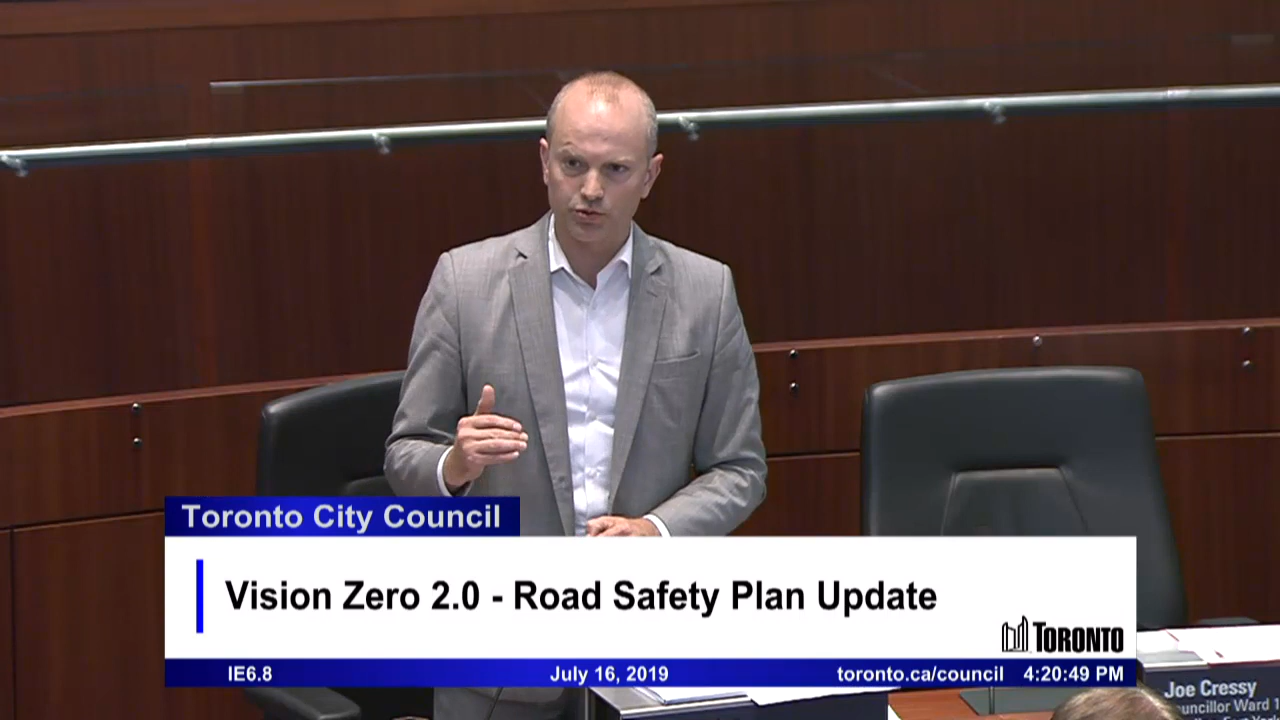 Toronto City Council
Vision Zero 2.0 - Road Safety Plan Update
TORONTO
IE6.8 July 16, 2019 toronto.ca/council 4:20:49 PM
Joe Cressy
Ward